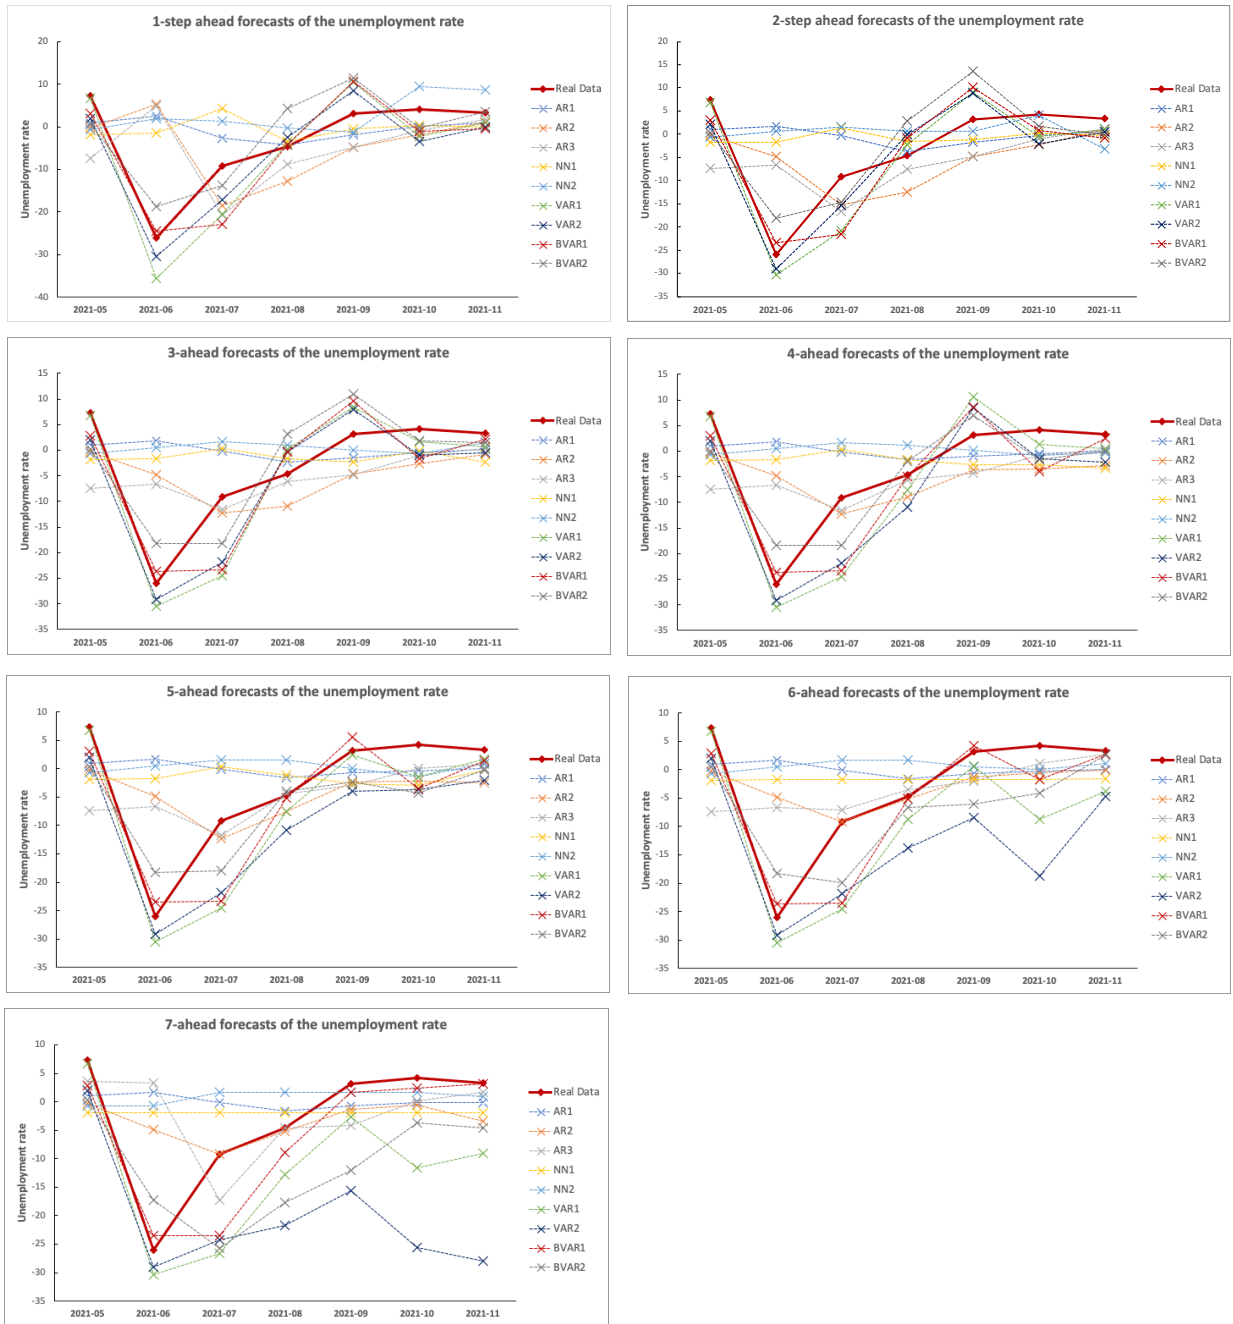 1-step ahead forecasts of the unemployment rate
Unemployment rate
20
10
0
-10
-20
-30
-40
2021-05 2021-06 2021-07 2021-08 2021-09 2021-10 2021-11
Real Data
AR1
AR2
AR3
NN1
NN2
VAR1
VAR2
BVAR1
BVAR2
2-step ahead forecasts of the unemployment rate
Unemployment rate
20
15
10
5
0
-5
-10
-15
-20
-25
-30
-35
2021-05 2021-06 2021-07 2021-08 2021-09 2021-10 2021-11
Real Data
AR1
AR2
AR3
NN1
NN2
VAR1
VAR2
BVAR1
BVAR2
3-ahead forecasts of the unemployment rate
Unemployment rate
15
10
5
0
-5
-10
-15
-20
-25
-30
-35
2021-05 2021-06 2021-07 2021-08 2021-09 2021-10 2021-11
Real Data
AR1
AR2
AR3
NN1
NN2
VAR1
VAR2
BVAR1
BVAR2
4-ahead forecasts of the unemployment rate
Unemployment rate
15
10
5
0
-5
-10
-15
-20
-25
-30
-35
2021-05 2021-06 2021-07 2021-08 2021-09 2021-10 2021-11
Real Data
AR1
AR2
AR3
NN1
NN2
VAR1
VAR2
BVAR1
BVAR2
5-ahead forecasts of the unemployment rate
Unemployment rate
10
5
0
-5
-10
-15
-20
-25
-30
-35
2021-05 2021-06 2021-07 2021-08 2021-09 2021-10 2021-11
Real Data
AR1
AR2
AR3
NN1
NN2
VAR1
VAR2
BVAR1
BVAR2
6-ahead forecasts of the unemployment rate
Unemployment rate
10
5
0
-5
-10
-15
-20
-25
-30
-35
2021-05 2021-06 2021-07 2021-08 2021-09 2021-10 2021-11
Real Data
AR1
AR2
AR3
NN1
NN2
VAR1
VAR2
BVAR1
BVAR2
7-ahead forecasts of the unemployment rate
Unemployment rate
10
5
0
-5
-10
-15
-20
-25
-30
-35
2021-05 2021-06 2021-07 2021-08 2021-09 2021-10 2021-11
Real Data
AR1
AR2
AR3
NN1
NN2
VAR1
VAR2
BVAR1
BVAR2